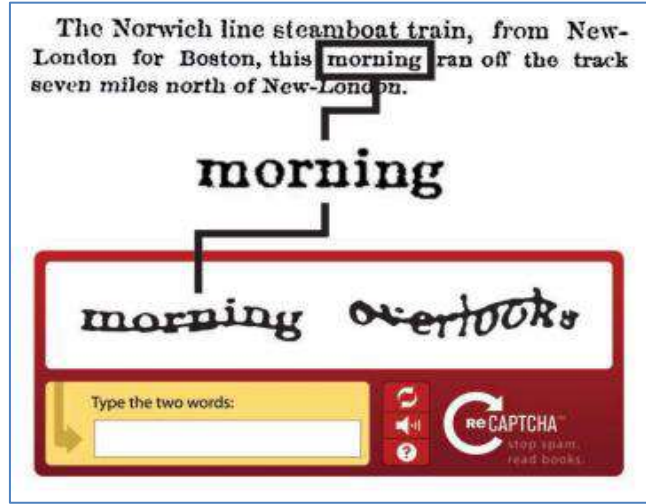 The Norwich line steamboat train, from New-
London for Boston, this morning ran off the track
seven miles north of New-London.
morning
morning overlooks
Type the two words:
ReCAPTCHA™
stop spam.
read books.